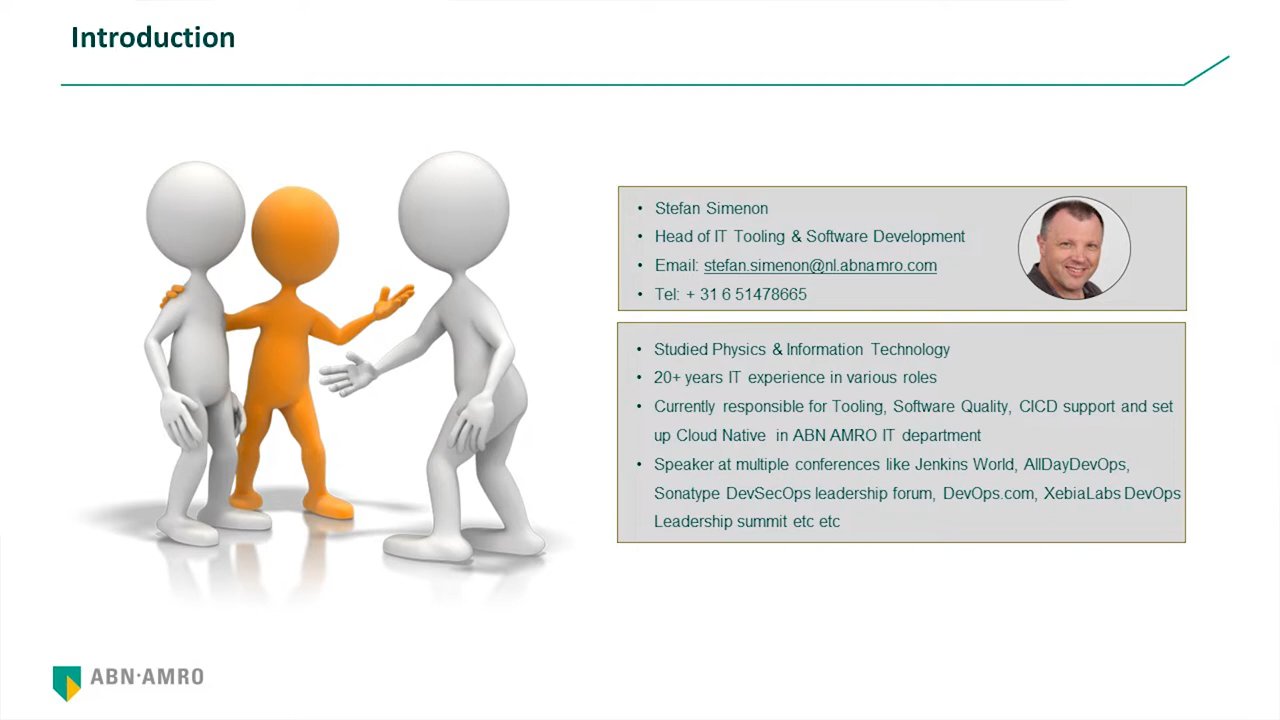 Introduction
• Stefan Simenon
• Head of IT Tooling & Software Development
• Email: stefan.simenon@nl.abnamro.com
• Tel: + 31 6 51478665
• Studied Physics & Information Technology
• 20+ years IT experience in various roles
• Currently responsible for Tooling, Software Quality, CICD support and set
up Cloud Native in ABN AMRO IT department
• Speaker at multiple conferences like Jenkins World, AllDayDevOps,
Sonatype DevSecOps leadership forum, DevOps.com, XebiaLabs DevOps
Leadership summit etc etc
ABN·AMRO